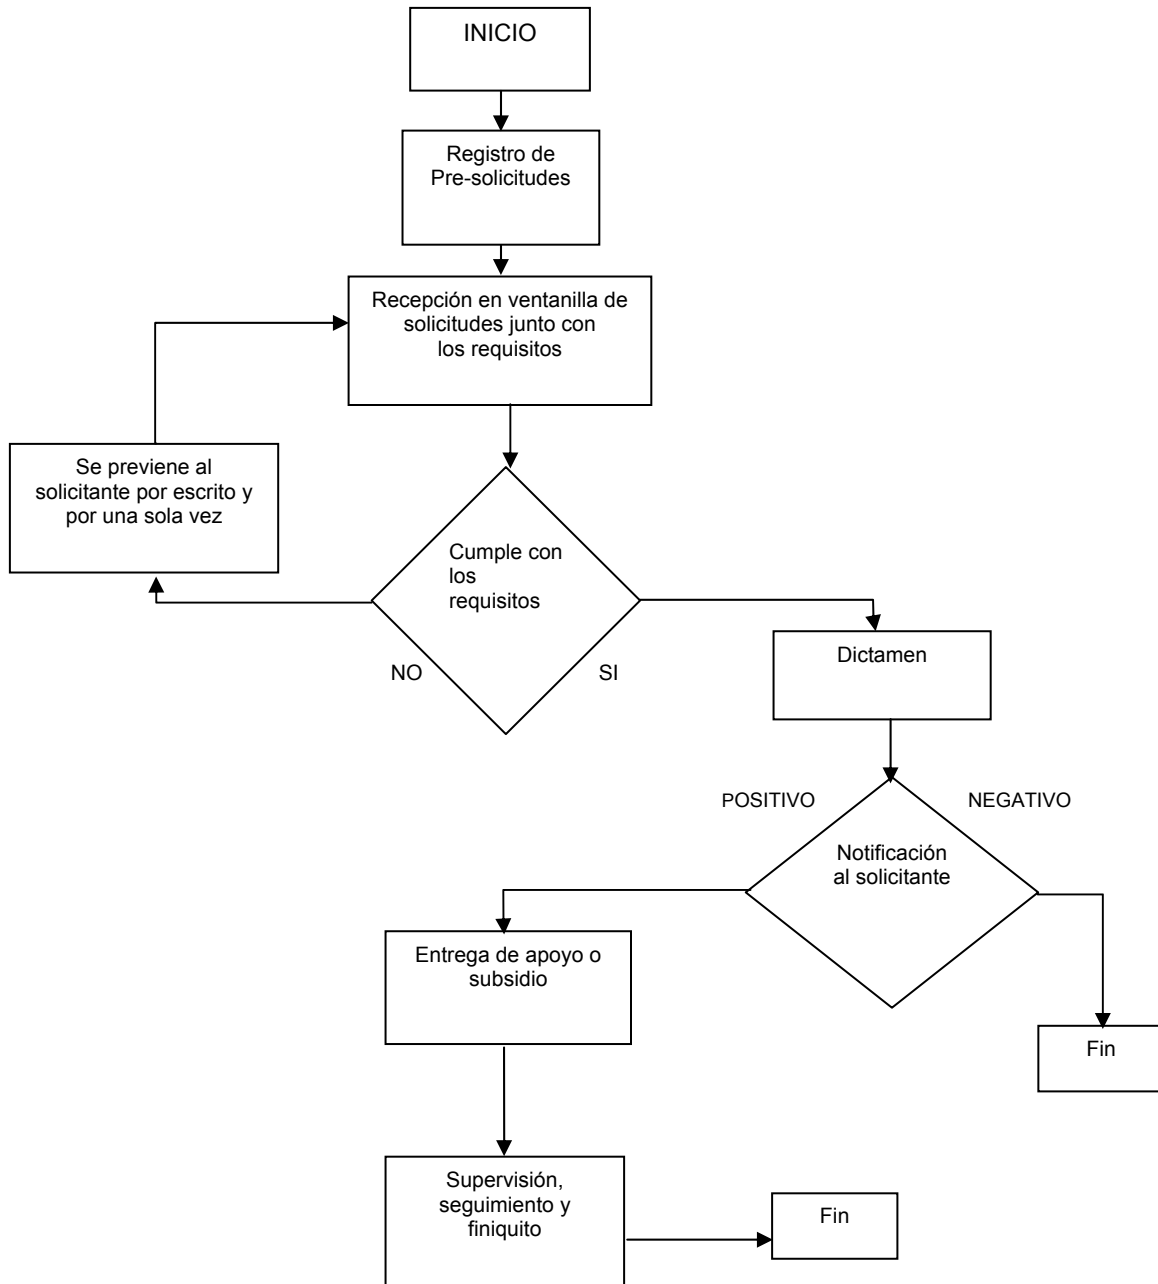 INICIO
Registro de
Pre-solicitudes
Recepción en ventanilla de
solicitudes junto con
los requisitos
Se previene al
solicitante por escrito y
por una sola vez
Cumple con
los
requisitos
NO
SI
Dictamen
POSITIVO
NEGATIVO
Notificación
al solicitante
Entrega de apoyo o
subsidio
Fin
Supervisión,
seguimiento y
finiquito
Fin